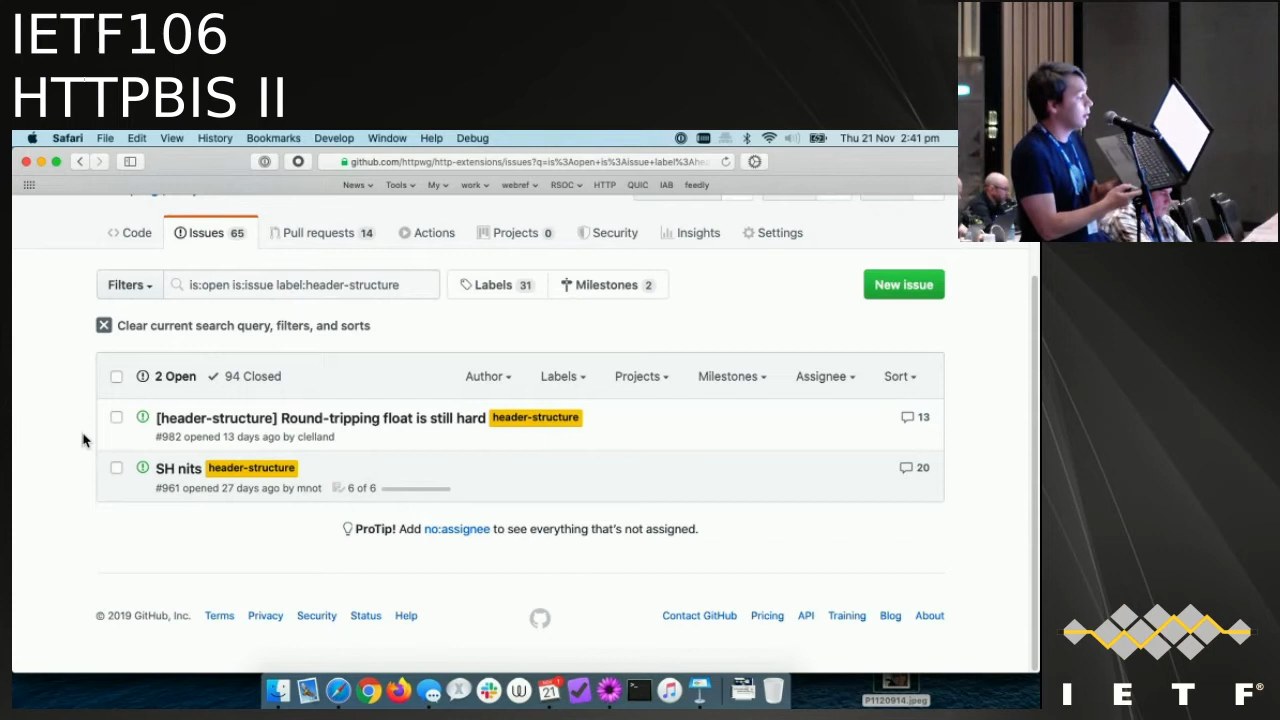 IETF106
HTTPBIS II
Safari File Edit View History Bookmarks Develop Window Help Debug Thu 21 Nov 2:41 pm
github.com/httpwg/http-extensions/issues?q=is%3Aopen+is%3Aissue+label%3Ahe
News Tools My work webref RSOC HTTP QUIC IAB feedly
Code Issues 65 Pull requests 14 Actions Projects 0 Security Insights Settings
Filters is:open is:issue label:header-structure Labels 31 Milestones 2 New issue
Clear current search query, filters, and sorts
2 Open 94 Closed Author Labels Projects Milestones Assignee Sort
[header-structure] Round-tripping float is still hard header-structure 13
#982 opened 13 days ago by clelland
SH nits header-structure 20
#961 opened 27 days ago by mnot 6 of 6
ProTip! Add no:assignee to see everything that's not assigned.
© 2019 GitHub, Inc. Terms Privacy Security Status Help Contact GitHub Pricing API Training Blog About
21
P1120914.jpeg
I E T F®